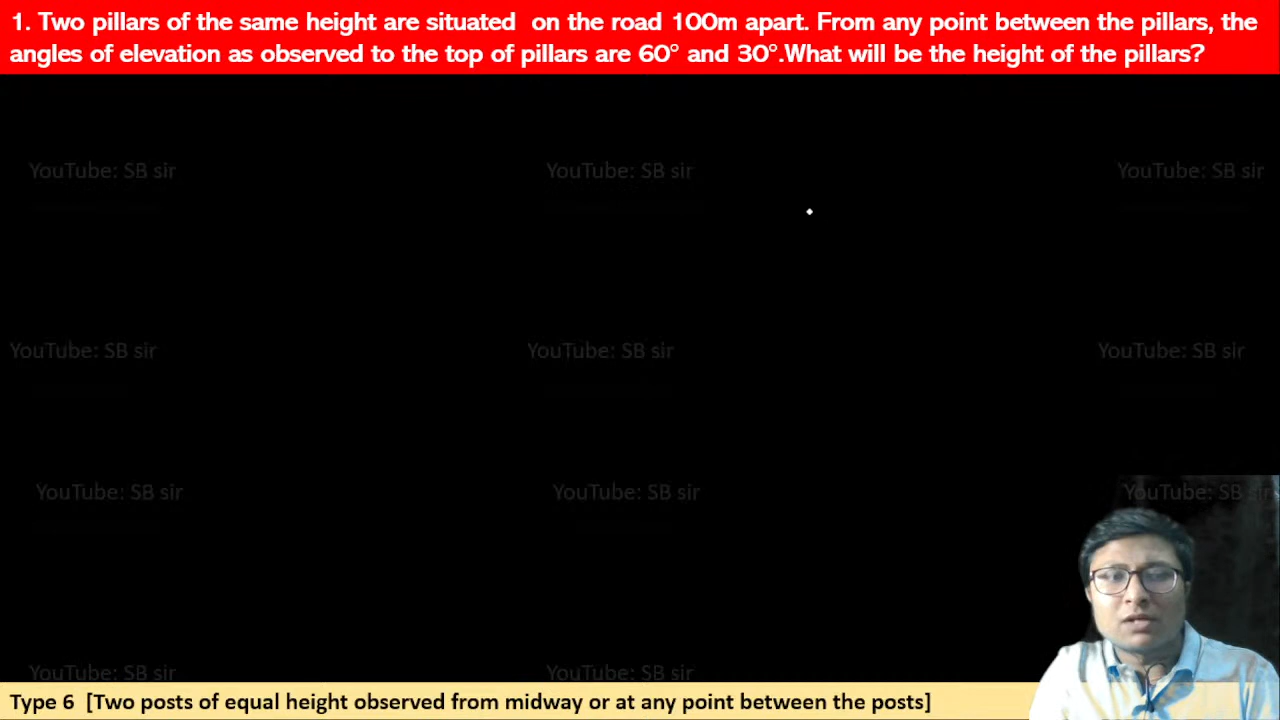 1. Two pillars of the same height are situated on the road 100m apart. From any point between the pillars, the
angles of elevation as observed to the top of pillars are 60° and 30°.What will be the height of the pillars?
YouTube: SB sir YouTube: SB sir YouTube: SB sir
YouTube: SB sir YouTube: SB sir YouTube: SB sir
YouTube: SB sir YouTube: SB sir YouTube: SB sir
YouTube: SB sir YouTube: SB sir
Type 6 [Two posts of equal height observed from midway or at any point between the posts]